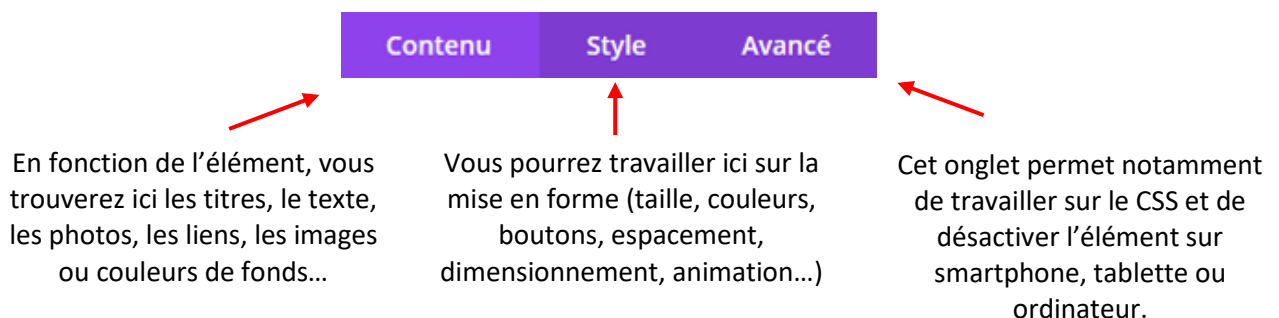 Contenu Style Avancé
En fonction de l’élément, vous
trouverez ici les titres, le texte,
les photos, les liens, les images
ou couleurs de fonds…
Vous pourrez travailler ici sur la
mise en forme (taille, couleurs,
boutons, espacement,
dimensionnement, animation…)
Cet onglet permet notamment
de travailler sur le CSS et de
désactiver l’élément sur
smartphone, tablette ou
ordinateur.